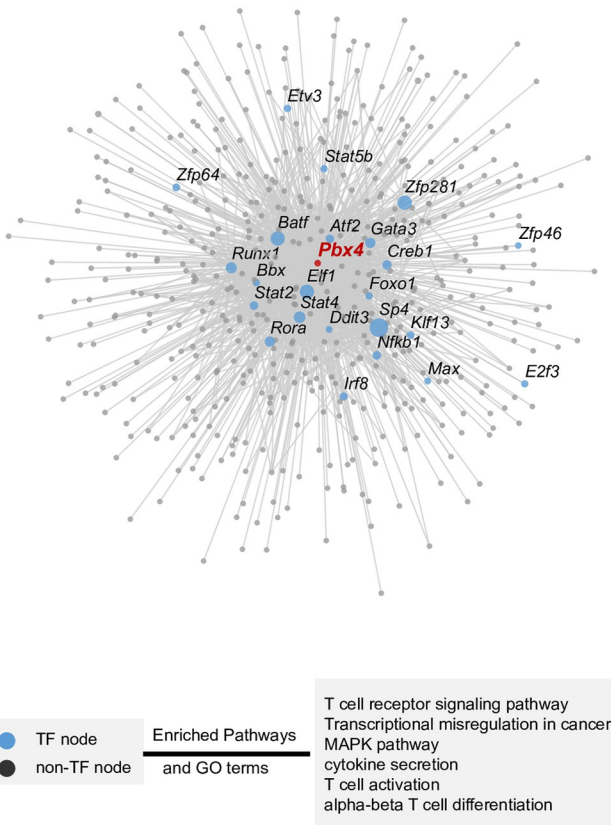 Etv3
Stat5b
Zfp64
Zfp281
Batf
Atf2
Gata3
Zfp46
Pbx4
Runx1
Creb1
Bbx
Elf1
Foxo1
Stat2
Stat4
Sp4
Ddit3
Klf13
Rora
Nfkb1
Max
E2f3
Irf8
TF node
non-TF node
Enriched Pathways
and GO terms
T cell receptor signaling pathway
Transcriptional misregulation in cancer
MAPK pathway
cytokine secretion
T cell activation
alpha-beta T cell differentiation